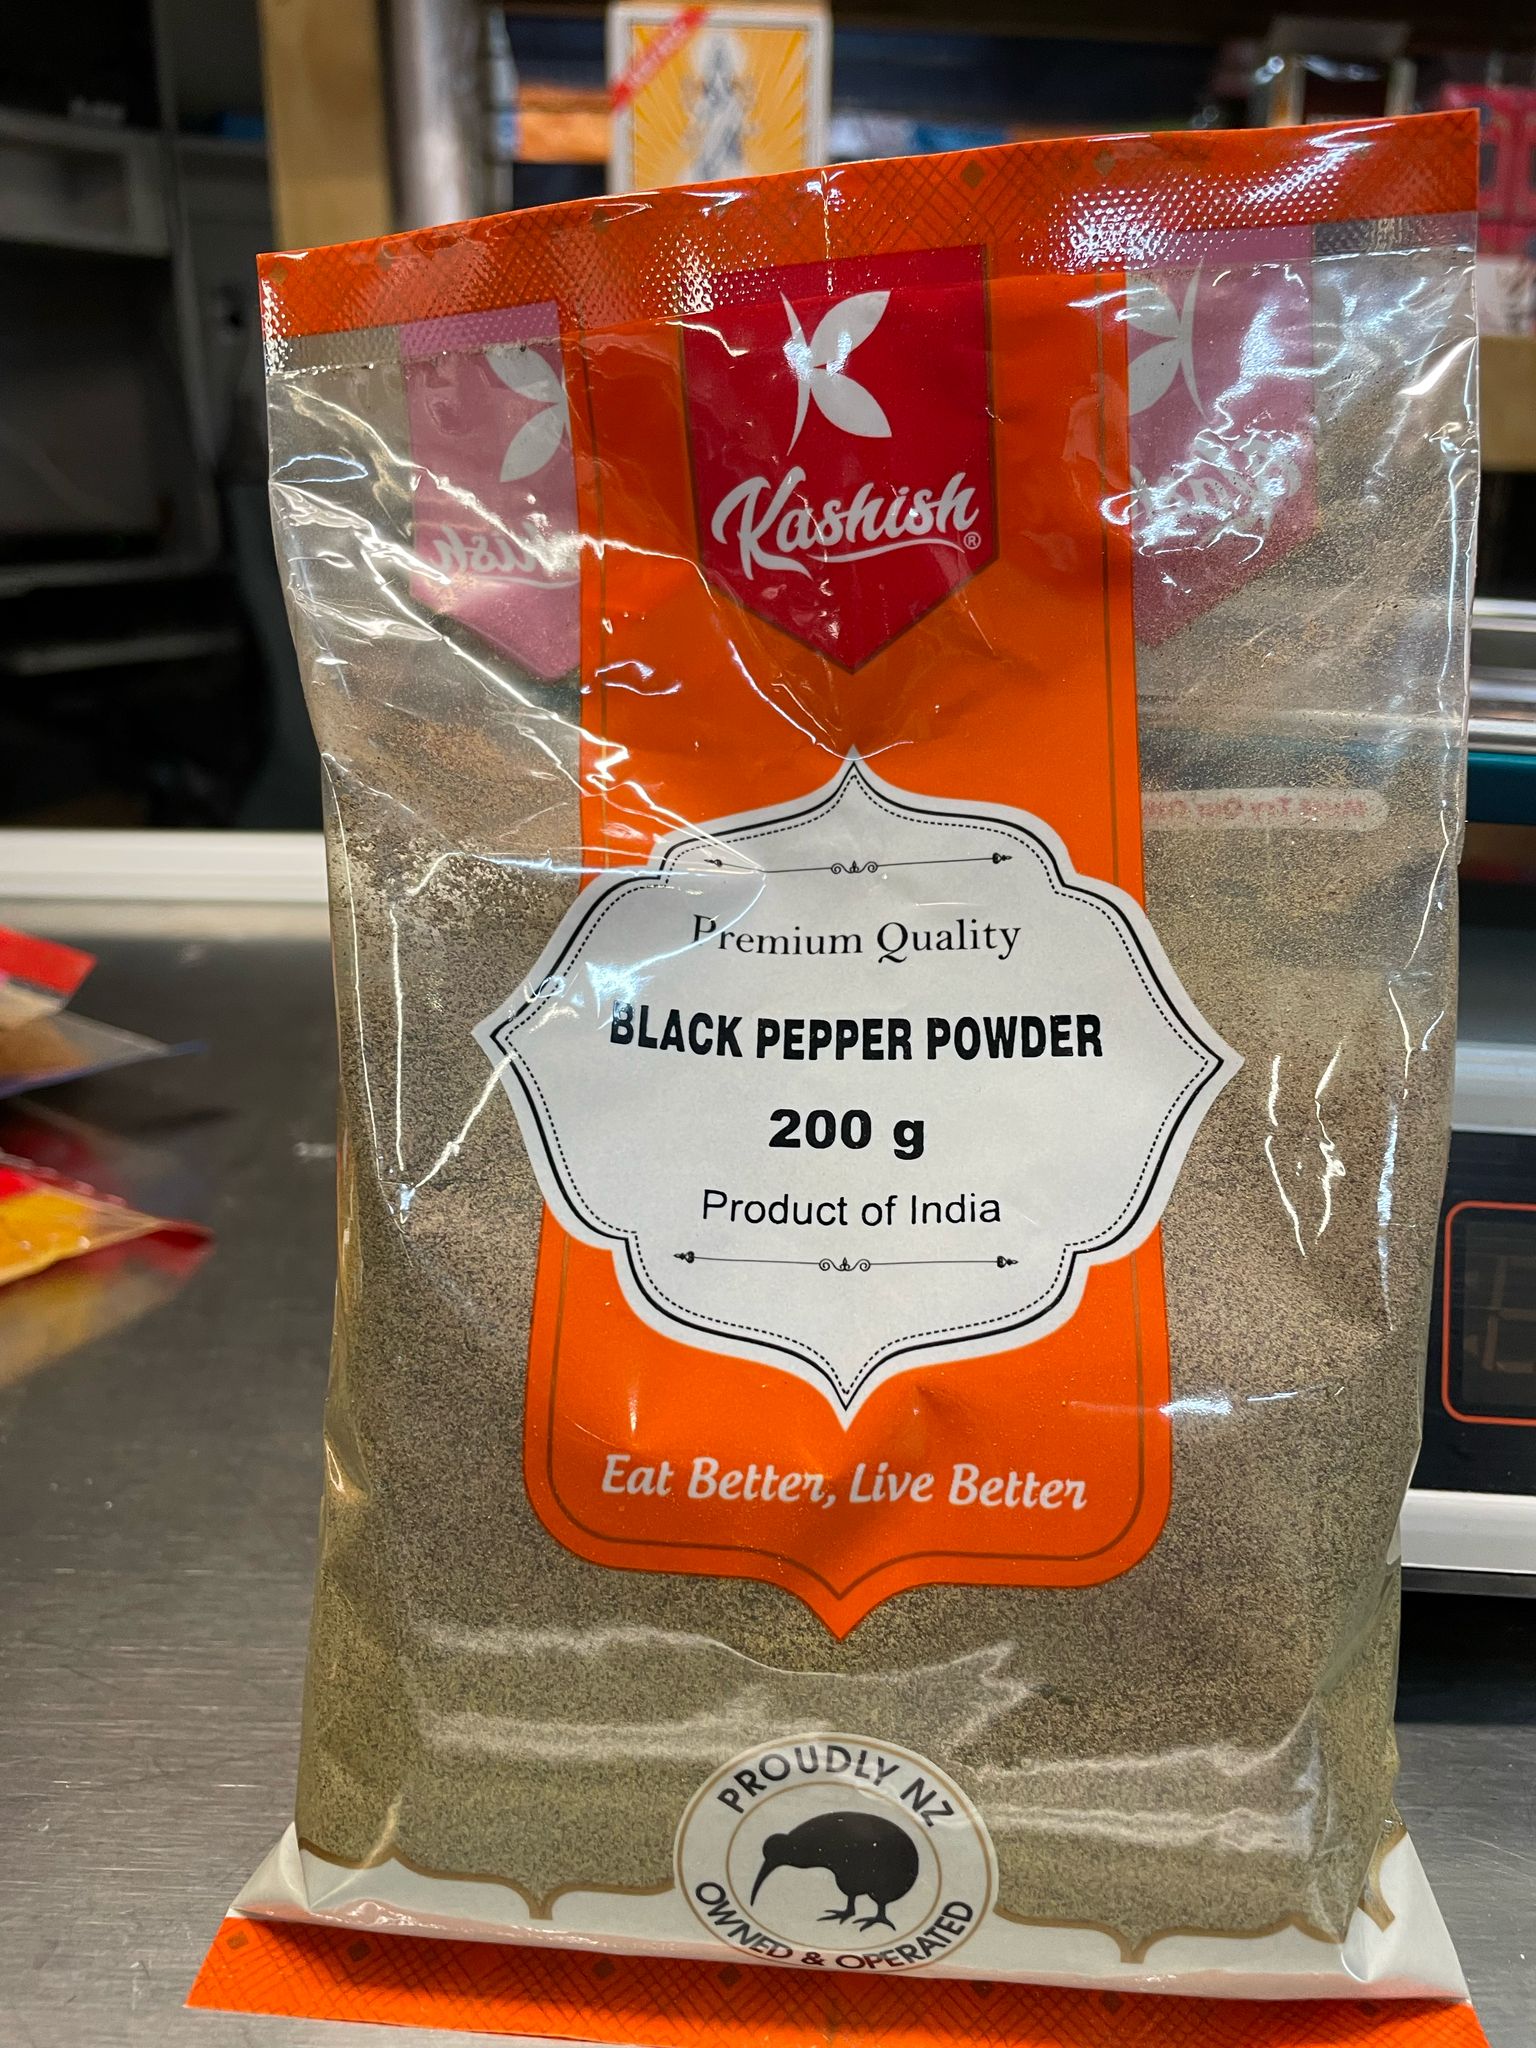 Kashish®
Premium Quality
BLACK PEPPER POWDER
200 g
Product of India
Eat Better, Live Better
PROUDLY NZ
OWNED & OPERATED